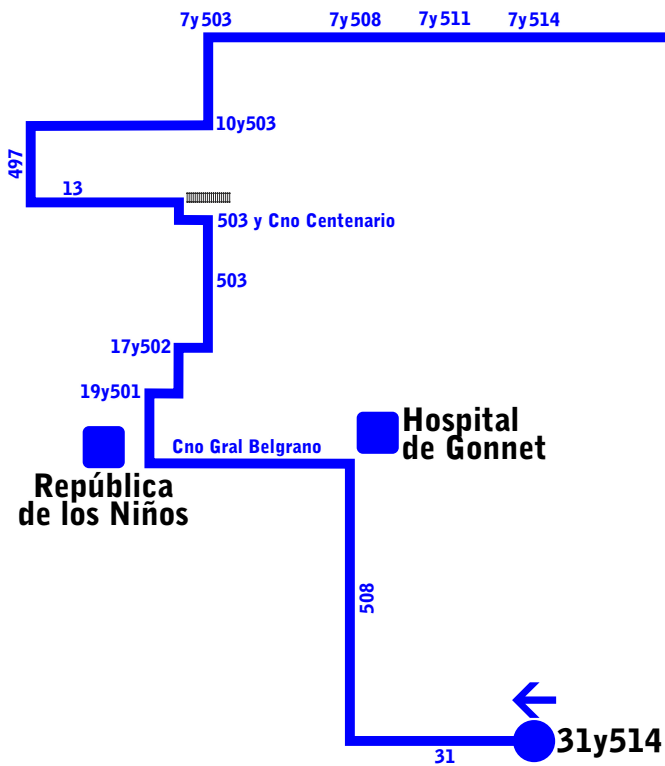 7y503
7y508
7y511
7y514
10y503
497
13
503 y Cno Centenario
503
17y502
19y501
Hospital
de Gonnet
Cno Gral Belgrano
República
de los Niños
508
31y514
31